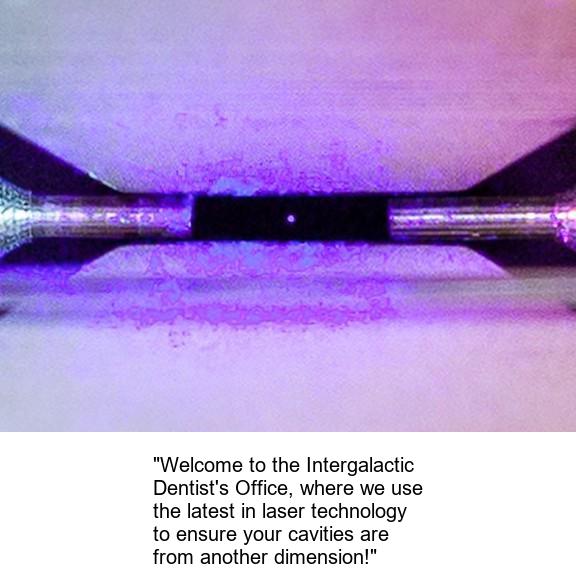 "Welcome to the Intergalactic
Dentist's Office, where we use
the latest in laser technology
to ensure your cavities are
from another dimension!"